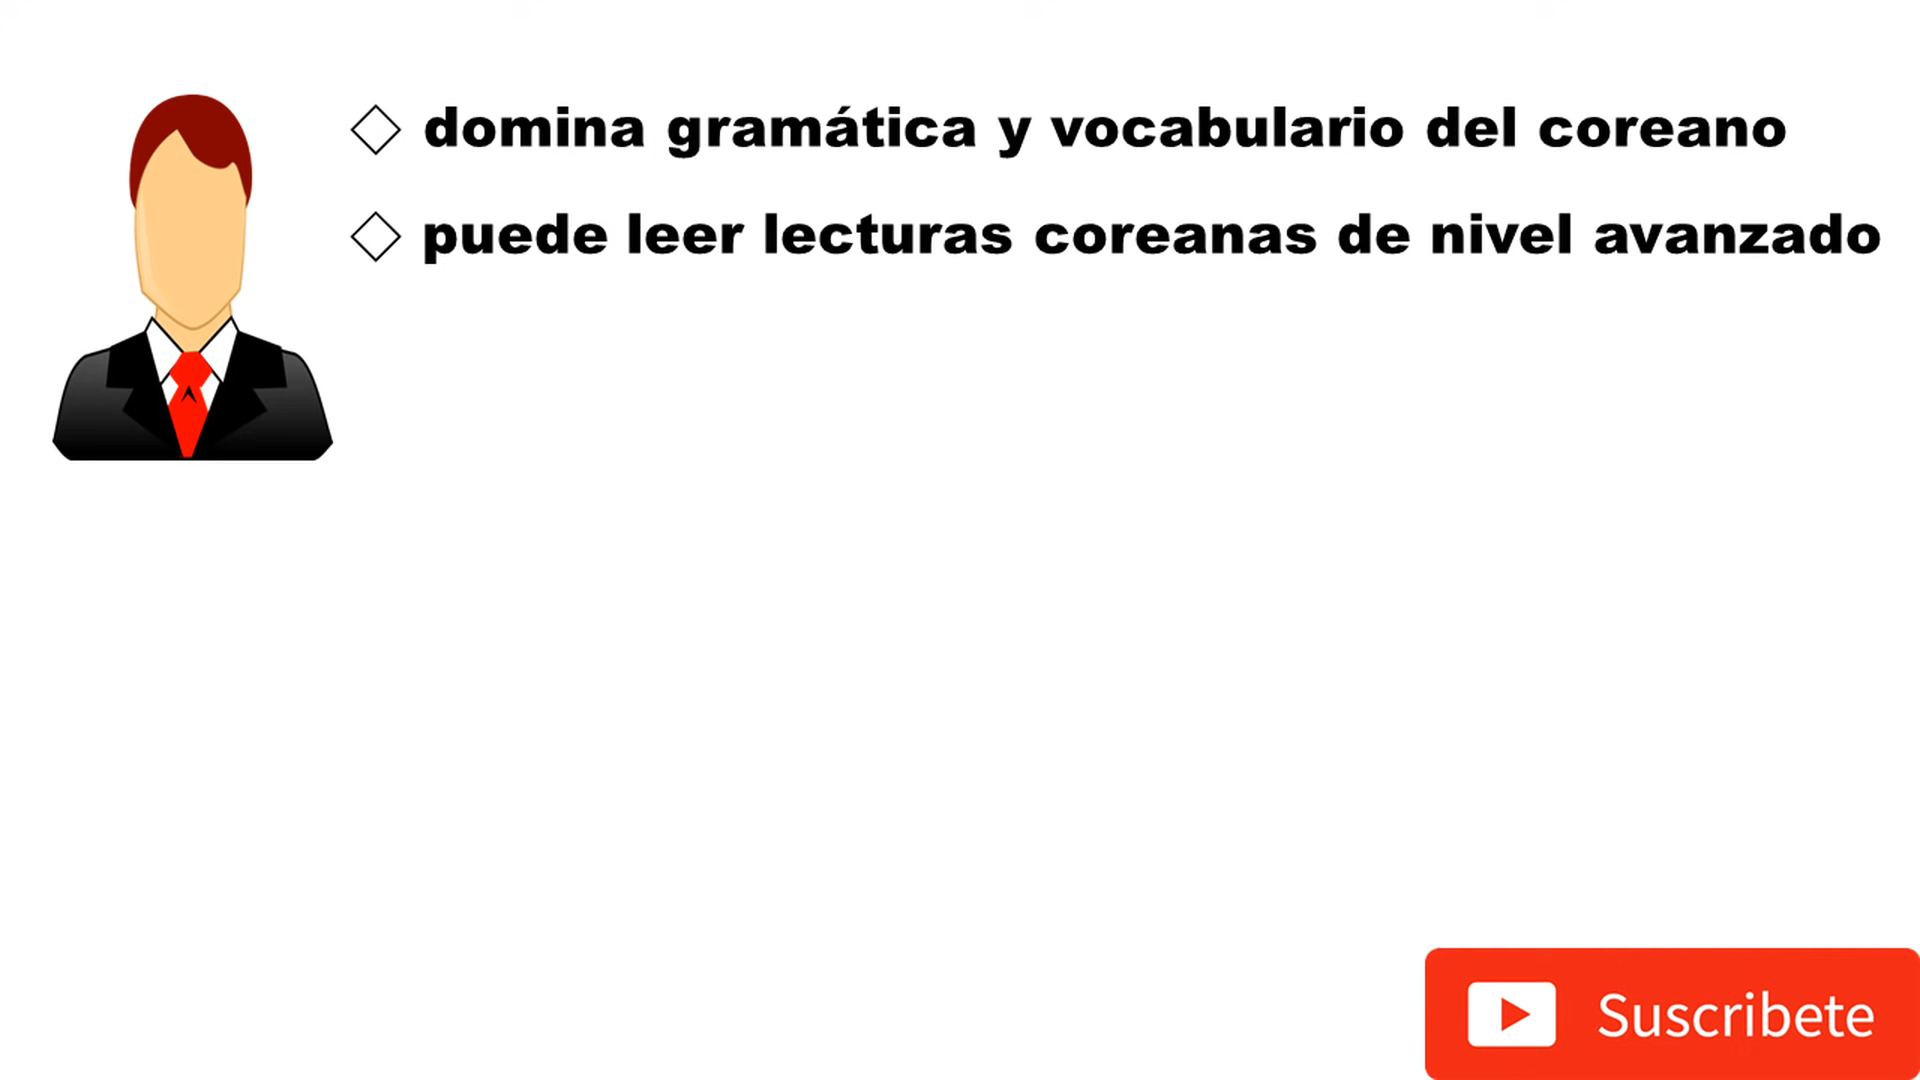 ◇ domina gramática y vocabulario del coreano
◇ puede leer lecturas coreanas de nivel avanzado
Suscribete